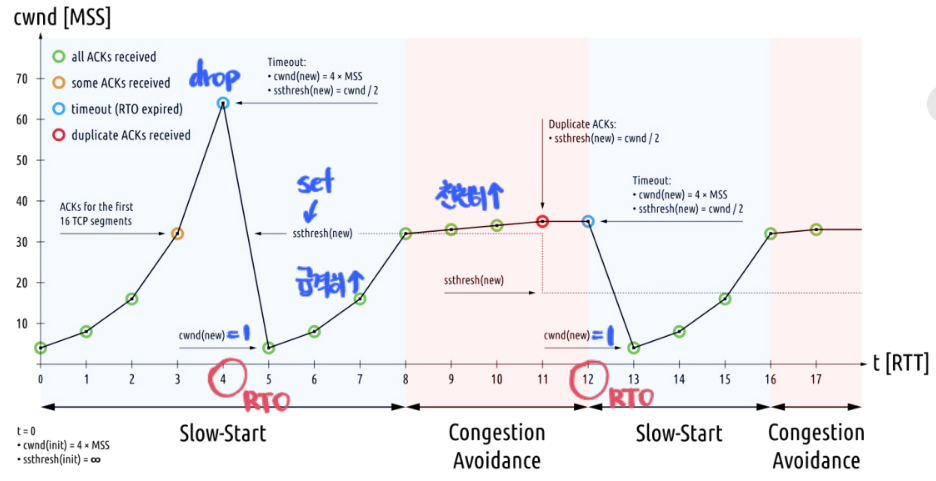 cwnd [MSS]
70
60
50
40
30
20
10
all ACKs received
some ACKs received
timeout (RTO expired)
duplicate ACKs received
drop
Timeout:
• cwnd(new) = 4 × MSS
• ssthresh(new) = cwnd / 2
ACKs for the first
16 TCP segments
set
ssthresh(new)
급격히↑
cwnd(new) = 1
천천히↑
Duplicate ACKs:
• ssthresh(new) = cwnd / 2
ssthresh(new)
Timeout:
• cwnd(new) = 4 × MSS
• ssthresh(new) = cwnd / 2
cwnd(new) = 1
t [RTT]
0 1 2 3 4 5 6 7 8 9 10 11 12 13 14 15 16 17
RTO
RTO
t = 0
• cwnd(init) = 4 × MSS
• ssthresh(init) = ∞
Slow-Start
Congestion
Avoidance
Slow-Start
Congestion
Avoidance